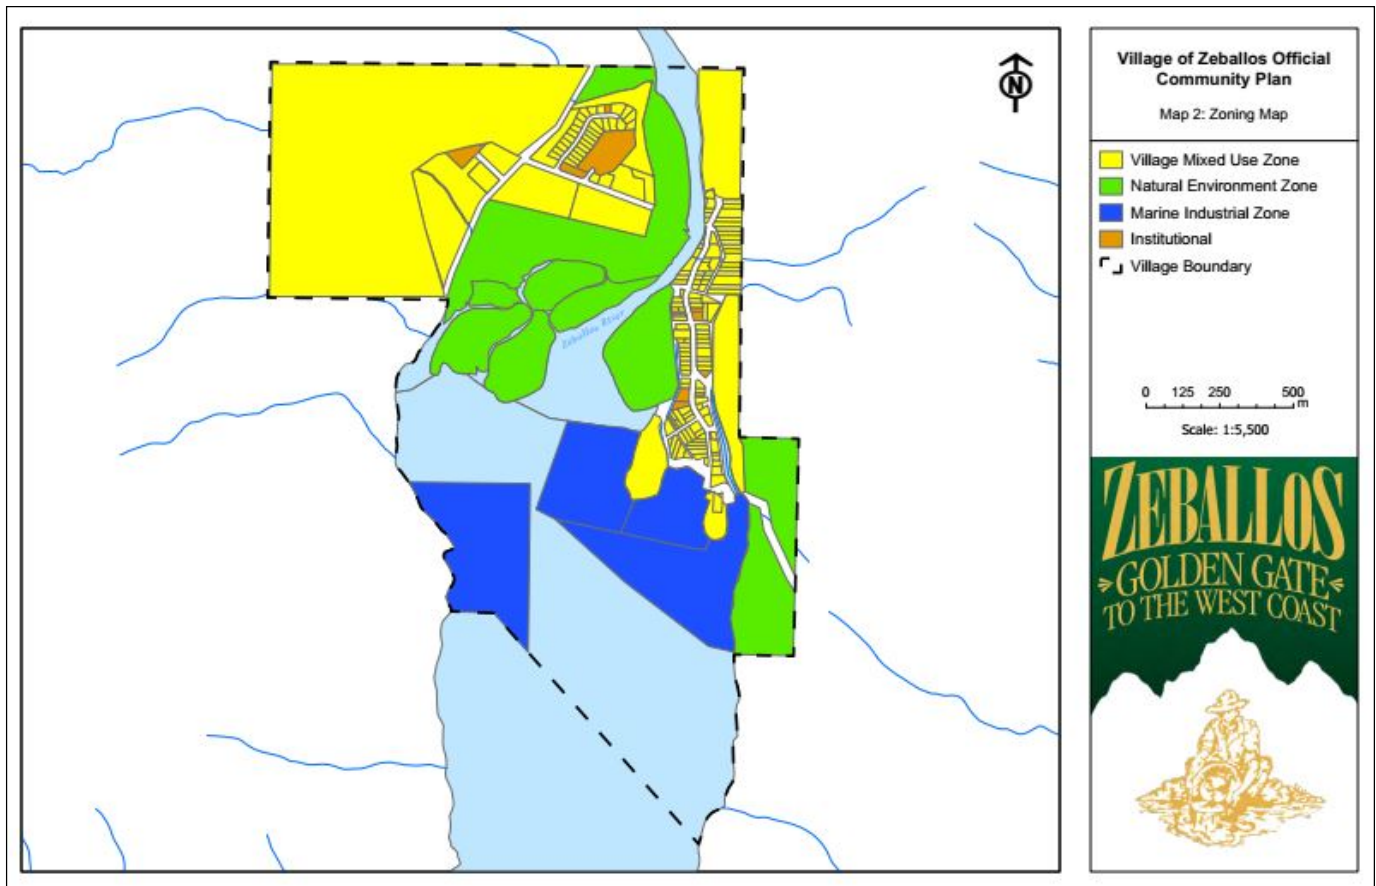 Village of Zeballos Official
Community Plan
Map 2: Zoning Map
Village Mixed Use Zone
Natural Environment Zone
Marine Industrial Zone
Institutional
Village Boundary
0 125 250 500
m
Scale: 1:5,500
N
Zeballos River
ZEBALLOS
GOLDEN GATE
TO THE WEST COAST